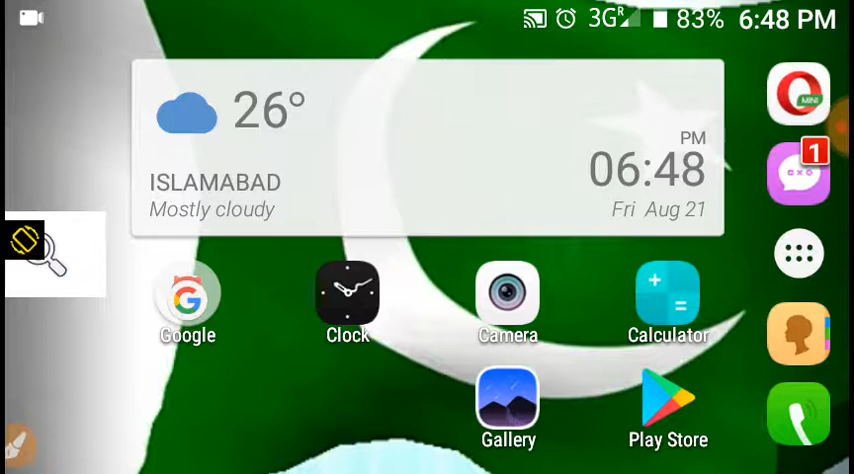 3G R 83% 6:48 PM
26°
PM
06:48
ISLAMABAD
Mostly cloudy
Fri Aug 21
MINI
1
Google
Clock
Camera
Calculator
Gallery
Play Store